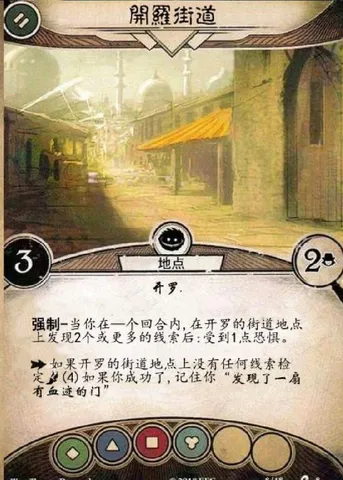 開羅街道
3
2
地点
开罗.
强制–当你在一个回合内,在开罗的街道地点
上发现2个或更多的线索后:受到1点恐惧。
如果开罗的街道地点上没有任何线索检
定(4)如果你成功了,记住你“发现了一扇
有血迹的门”